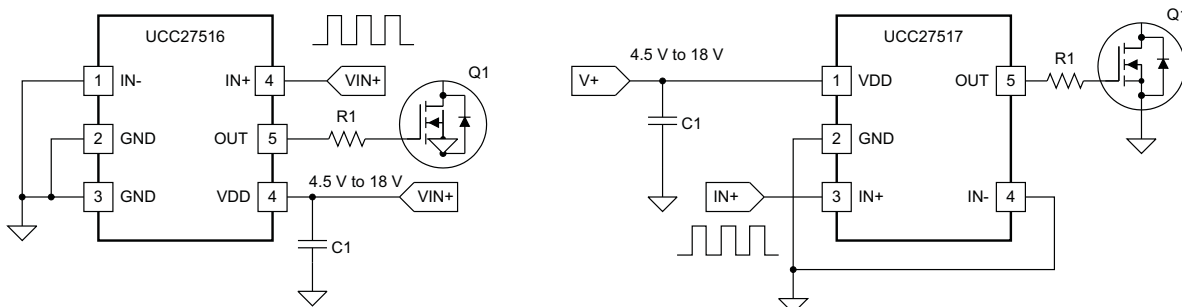 UCC27516
1 IN-
2 GND
3 GND
IN+ 4
OUT 5
VDD 4
VIN+
R1
Q1
4.5 V to 18 V
VIN+
C1
UCC27517
V+
4.5 V to 18 V
C1
1 VDD
2 GND
IN+
3 IN+
OUT 5
IN- 4
R1
Q1